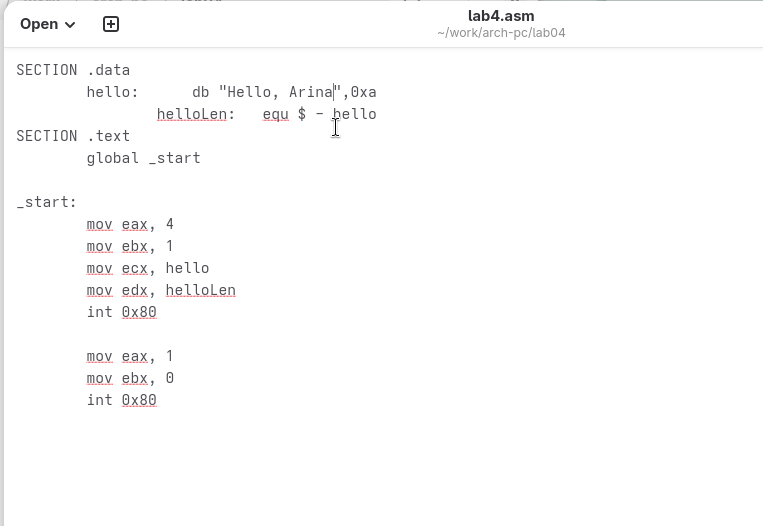 Open
lab4.asm
~/work/arch-pc/lab04
SECTION .data
hello: db "Hello, Arina",0xa
helloLen: equ $ - hello
SECTION .text
global _start
_start:
mov eax, 4
mov ebx, 1
mov ecx, hello
mov edx, helloLen
int 0x80
mov eax, 1
mov ebx, 0
int 0x80